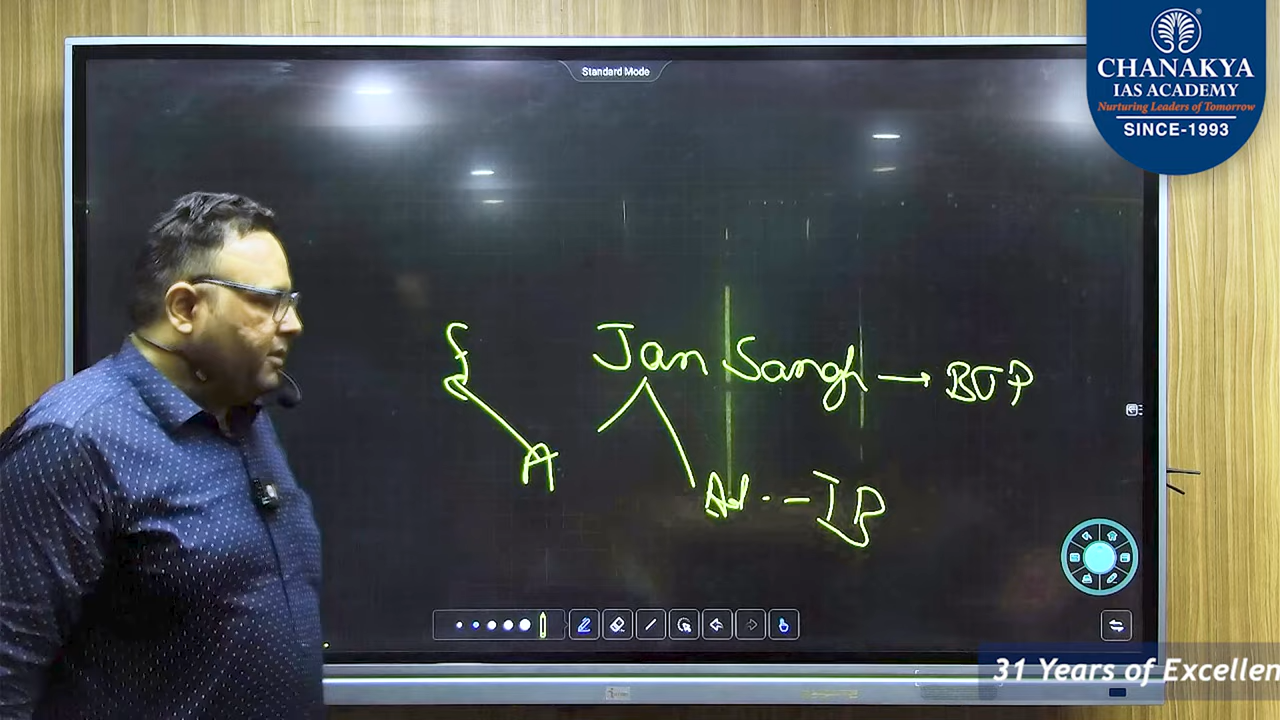 Standard Mode
CHANAKYA
IAS ACADEMY
Nurturing Leaders of Tomorrow
SINCE-1993
Jan Sangh → BJP
A
31 Years of Excellen